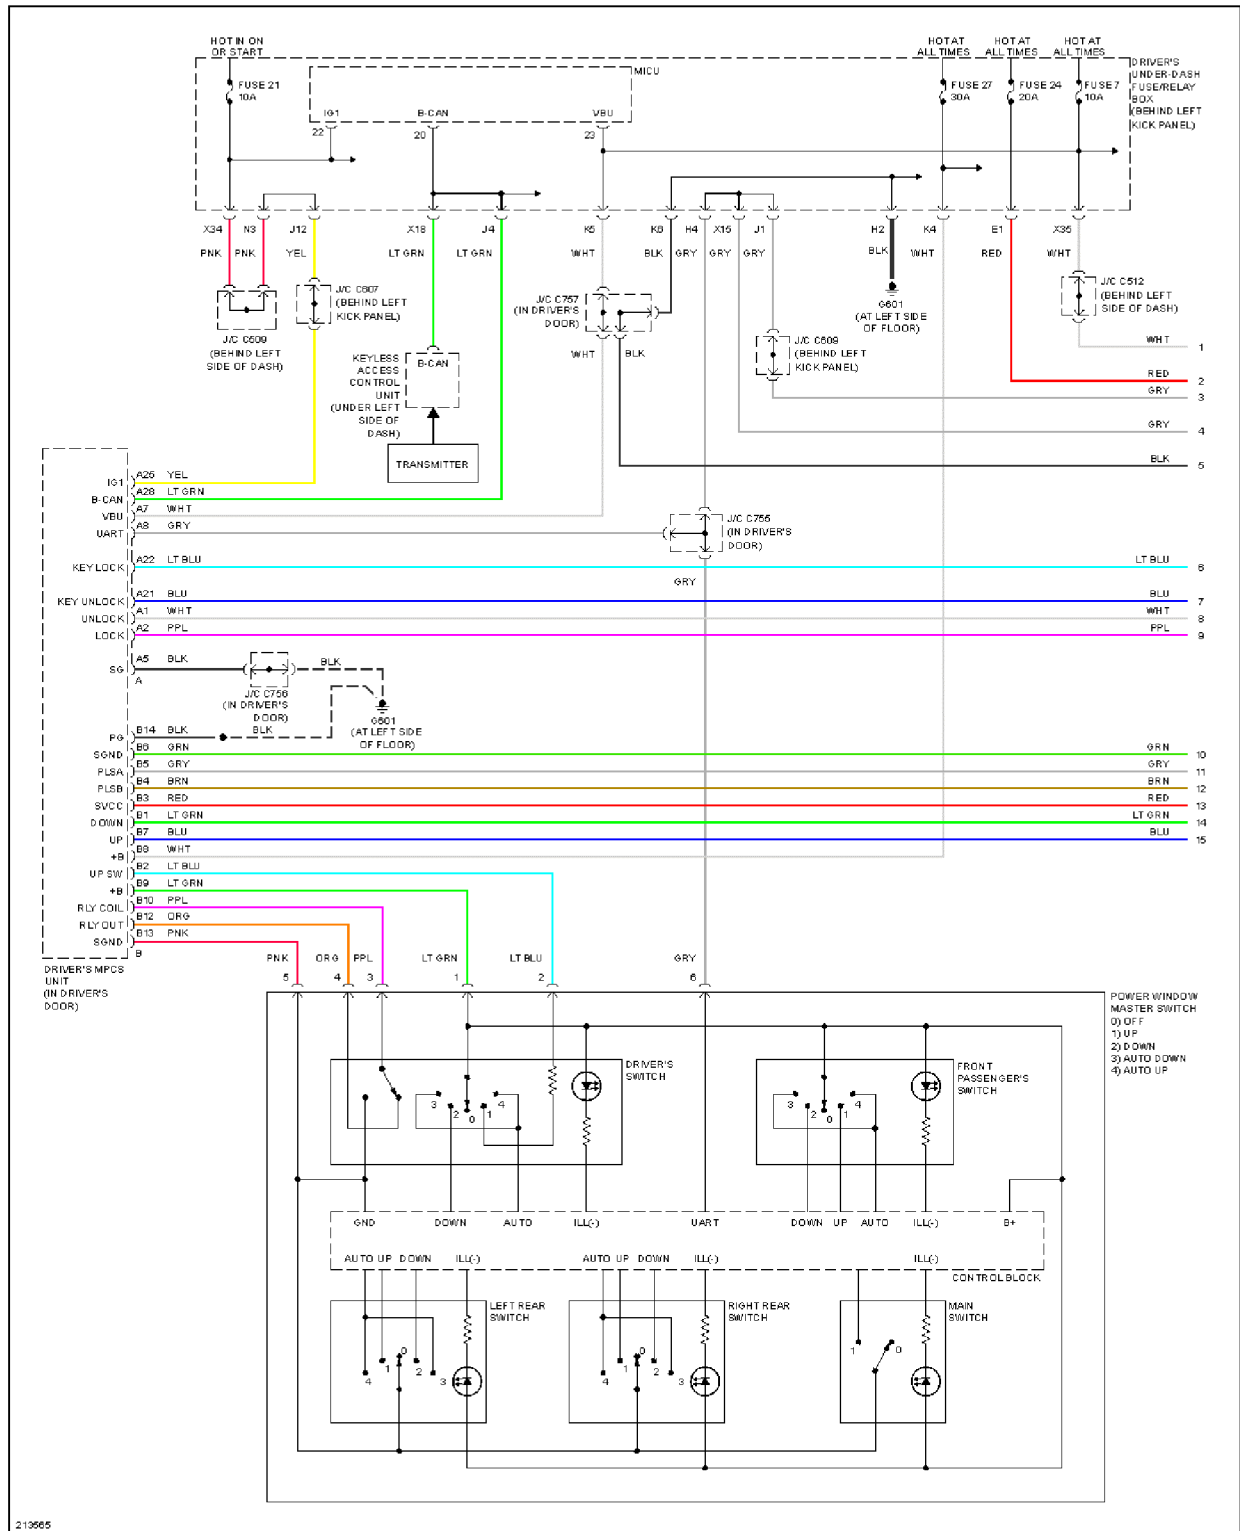 HOT IN ON
OR START
HOT AT
ALL TIMES
HOT AT
ALL TIMES
HOT AT
ALL TIMES
FUSE 21
10A
MICU
IG1
B-CAN
VBU
22
20
23
FUSE 27
30A
FUSE 24
20A
FUSE 7
10A
DRIVER'S
UNDER-DASH
FUSE/RELAY
BOX
(BEHIND LEFT
KICK PANEL)
X34
N3
J12
X18
J4
K5
K6
H4
X15
J1
H2
K4
E1
X35
PNK
PNK
YEL
LT GRN
LT GRN
WHT
BLK
GRY
GRY
GRY
BLK
WHT
RED
WHT
J/C C509
(BEHIND LEFT
SIDE OF DASH)
J/C C607
(BEHIND LEFT
KICK PANEL)
KEYLESS
ACCESS
CONTROL
UNIT
(UNDER LEFT
SIDE OF
DASH)
B-CAN
TRANSMITTER
J/C C757
(IN DRIVER'S
DOOR)
WHT
BLK
J/C C609
(BEHIND LEFT
KICK PANEL)
G601
(AT LEFT SIDE
OF FLOOR)
J/C C512
(BEHIND LEFT
SIDE OF DASH)
WHT 1
RED 2
GRY 3
GRY 4
BLK 5
IG1 A25 YEL
B-CAN A28 LT GRN
VBU A7 WHT
UART A8 GRY
J/C C755
(IN DRIVER'S
DOOR)
GRY
KEY LOCK A22 LT BLU LT BLU 6
KEY UNLOCK A21 BLU BLU 7
UNLOCK A1 WHT WHT 8
LOCK A2 PPL PPL 9
SG A5 BLK
A
BLK
J/C C756
(IN DRIVER'S
DOOR)
G601
(AT LEFT SIDE
OF FLOOR)
PG B14 BLK BLK
SGND B6 GRN GRN 10
PLSA B5 GRY GRY 11
PLSB B4 BRN BRN 12
SVCC B3 RED RED 13
DOWN B1 LT GRN LT GRN 14
UP B7 BLU BLU 15
+B B8 WHT
UP SW B2 LT BLU
+B B9 LT GRN
RLY COIL B10 PPL
RLY OUT B12 ORG
SGND B13 PNK
B
DRIVER'S MPCS
UNIT
(IN DRIVER'S
DOOR)
PNK ORG PPL LT GRN LT BLU GRY
5 4 3 1 2 6
POWER WINDOW
MASTER SWITCH
0) OFF
1) UP
2) DOWN
3) AUTO DOWN
4) AUTO UP
DRIVER'S
SWITCH
3 2 0 1 4
FRONT
PASSENGER'S
SWITCH
3 2 0 1 4
GND DOWN AUTO ILL(-) UART DOWN UP AUTO ILL(-) B+
AUTO UP DOWN ILL(-) AUTO UP DOWN ILL(-) ILL(-)
CONTROL BLOCK
LEFT REAR
SWITCH
4 1 0 2 3
RIGHT REAR
SWITCH
4 1 0 2 3
MAIN
SWITCH
1 0
213565